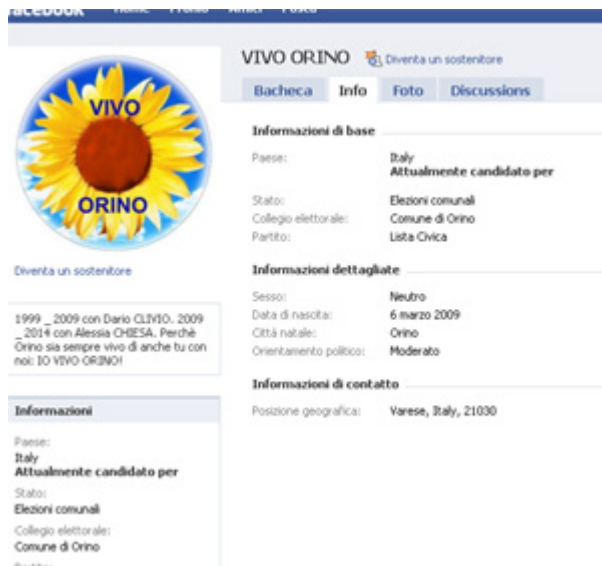 facebook Home Profilo Amici Posta
VIVO
ORINO
Diventa un sostenitore
1999 _ 2009 con Dario CLIVIO. 2009
_ 2014 con Alessia CHIESA. Perchè
Orino sia sempre vivo di anche tu con
noi: IO VIVO ORINO!
Informazioni
Paese:
Italy
Attualmente candidato per
Stato:
Elezioni comunali
Collegio elettorale:
Comune di Orino
Partito:
VIVO ORINO Diventa un sostenitore
Bacheca Info Foto Discussions
Informazioni di base
Paese: Italy
Attualmente candidato per
Stato: Elezioni comunali
Collegio elettorale: Comune di Orino
Partito: Lista Civica
Informazioni dettagliate
Sesso: Neutro
Data di nascita: 6 marzo 2009
Città natale: Orino
Orientamento politico: Moderato
Informazioni di contatto
Posizione geografica: Varese, Italy, 21030